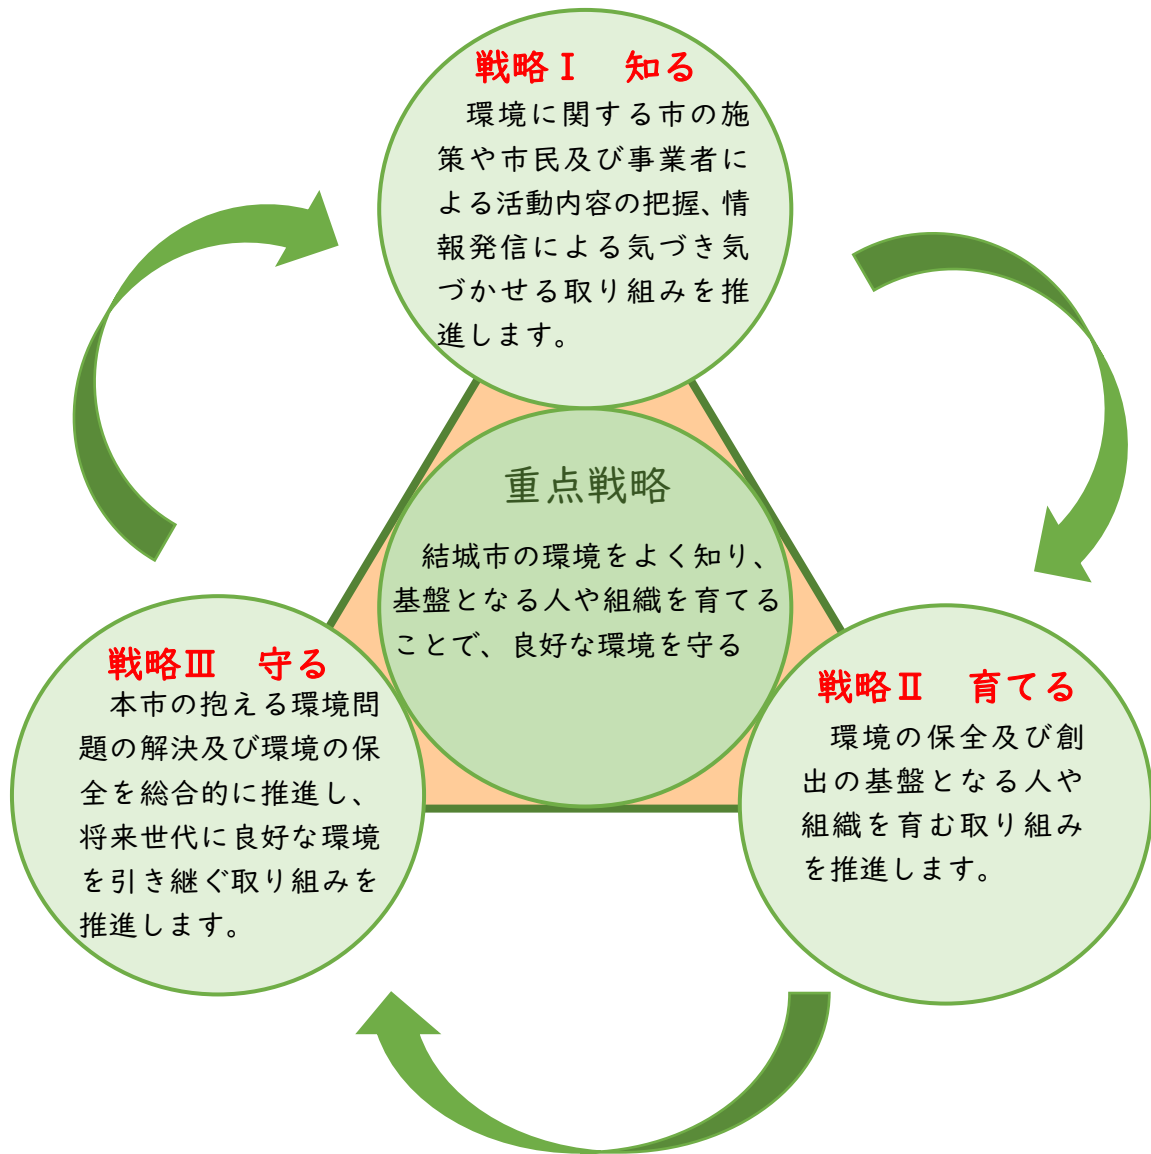 戦略Ⅰ　知る
環境に関する市の施
策や市民及び事業者に
よる活動内容の把握、情
報発信による気づき気
づかせる取り組みを推
進します。
重点戦略
結城市の環境をよく知り、
基盤となる人や組織を育てる
ことで、良好な環境を守る
戦略Ⅲ　守る
本市の抱える環境問
題の解決及び環境の保
全を総合的に推進し、
将来世代に良好な環境
を引き継ぐ取り組みを
推進します。
戦略Ⅱ　育てる
環境の保全及び創
出の基盤となる人や
組織を育む取り組み
を推進します。